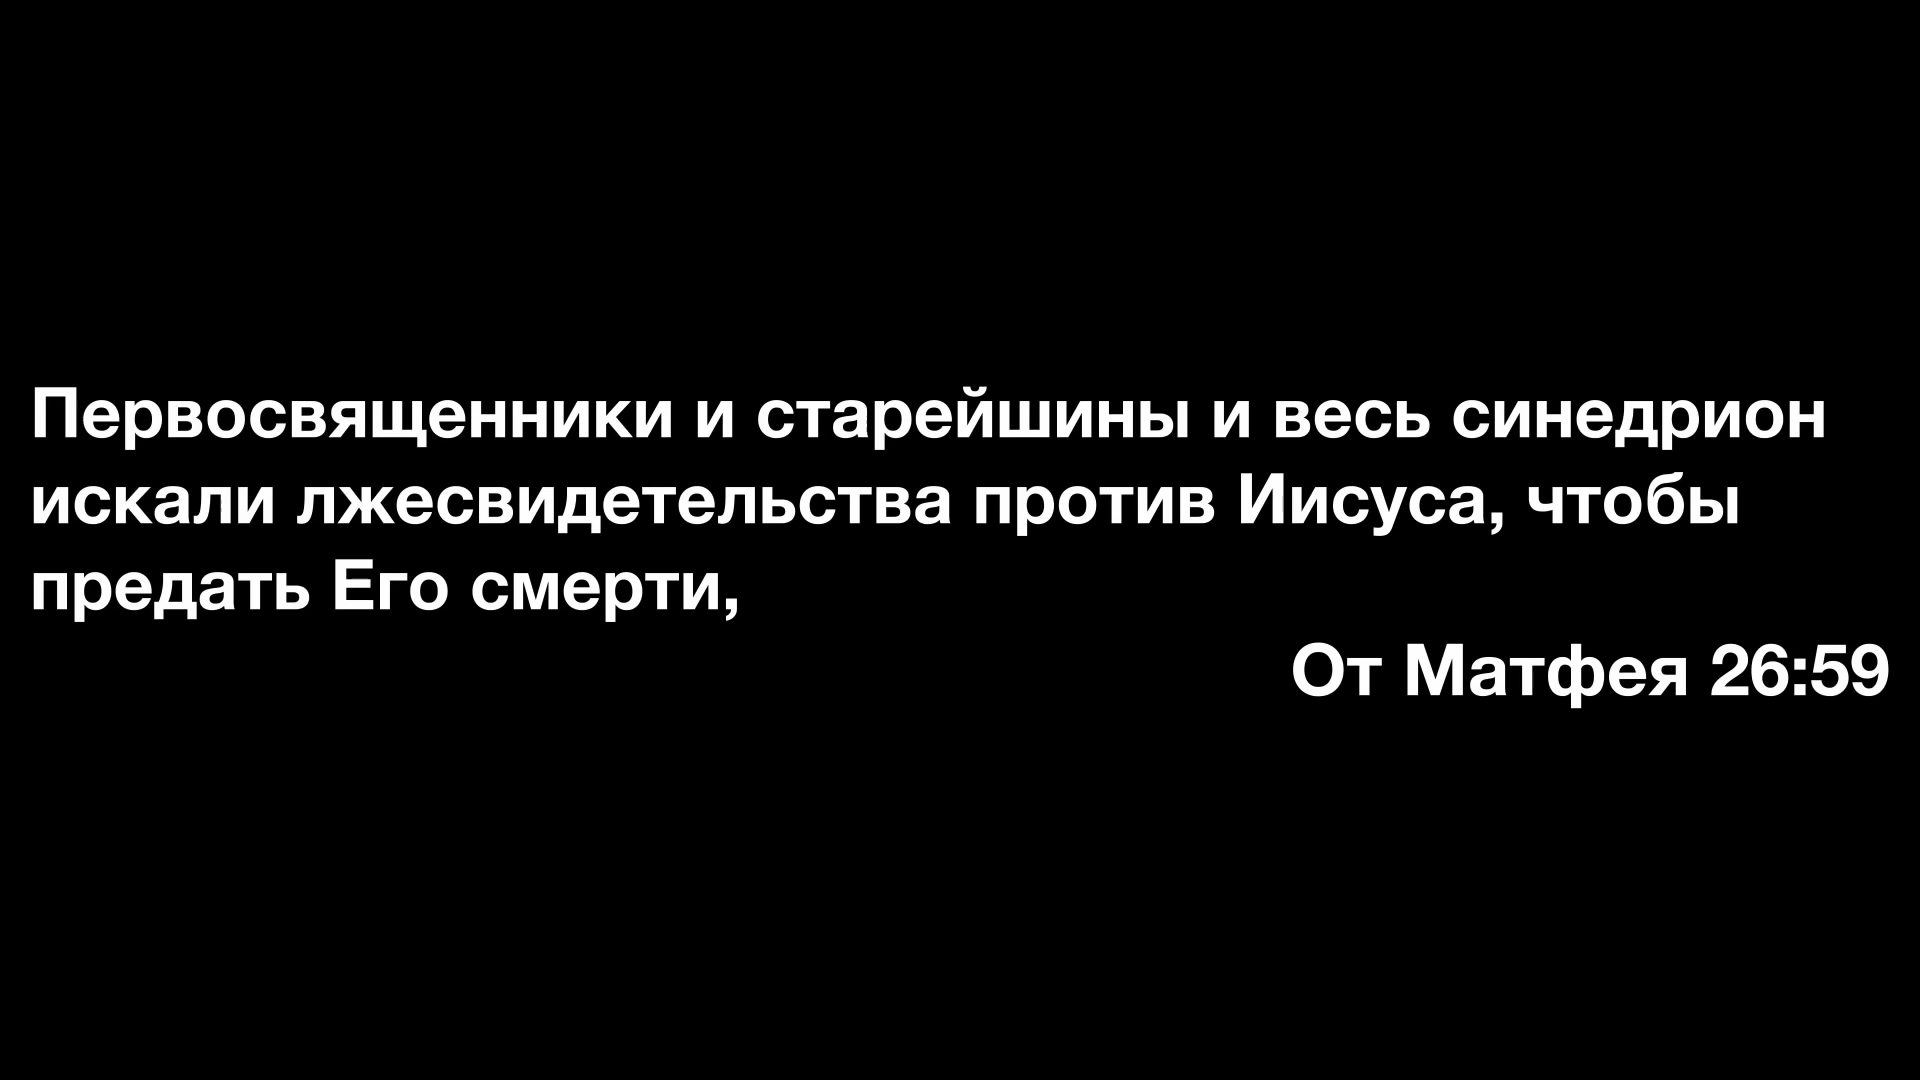 Первосвященники и старейшины и весь синедрион
искали лжесвидетельства против Иисуса, чтобы
предать Его смерти,
От Матфея 26:59